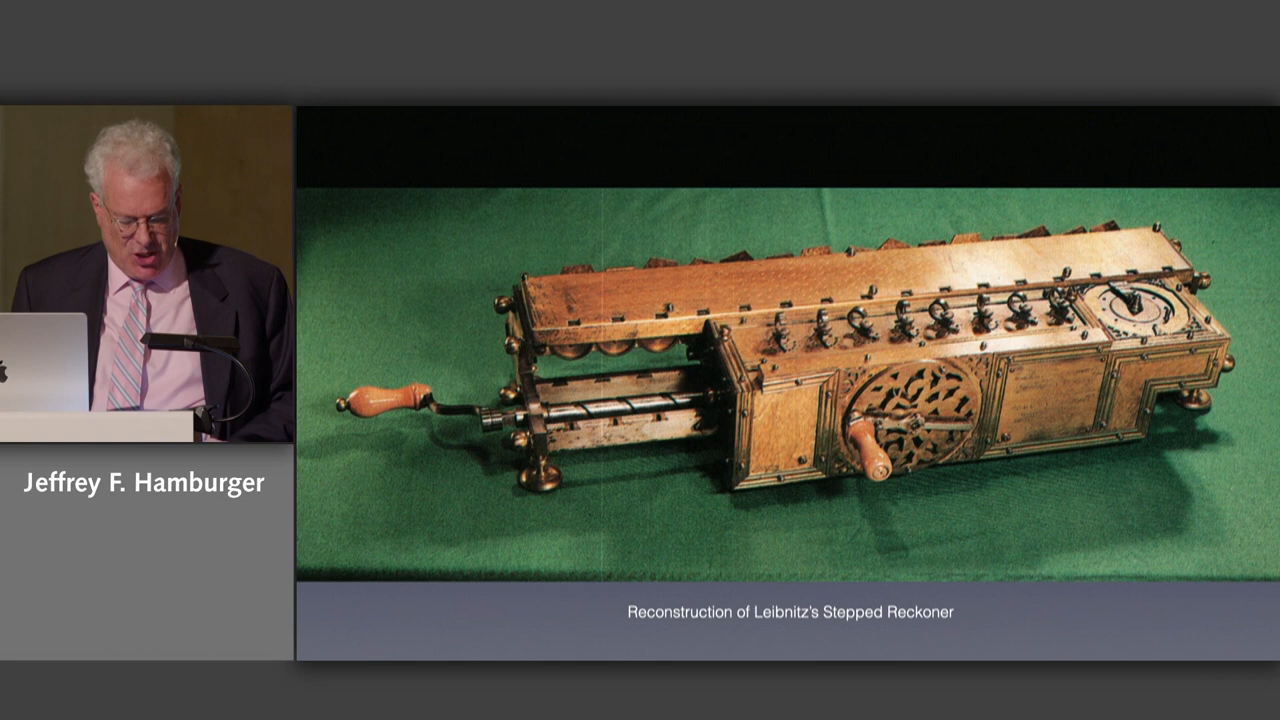 Jeffrey F. Hamburger
Reconstruction of Leibnitz's Stepped Reckoner